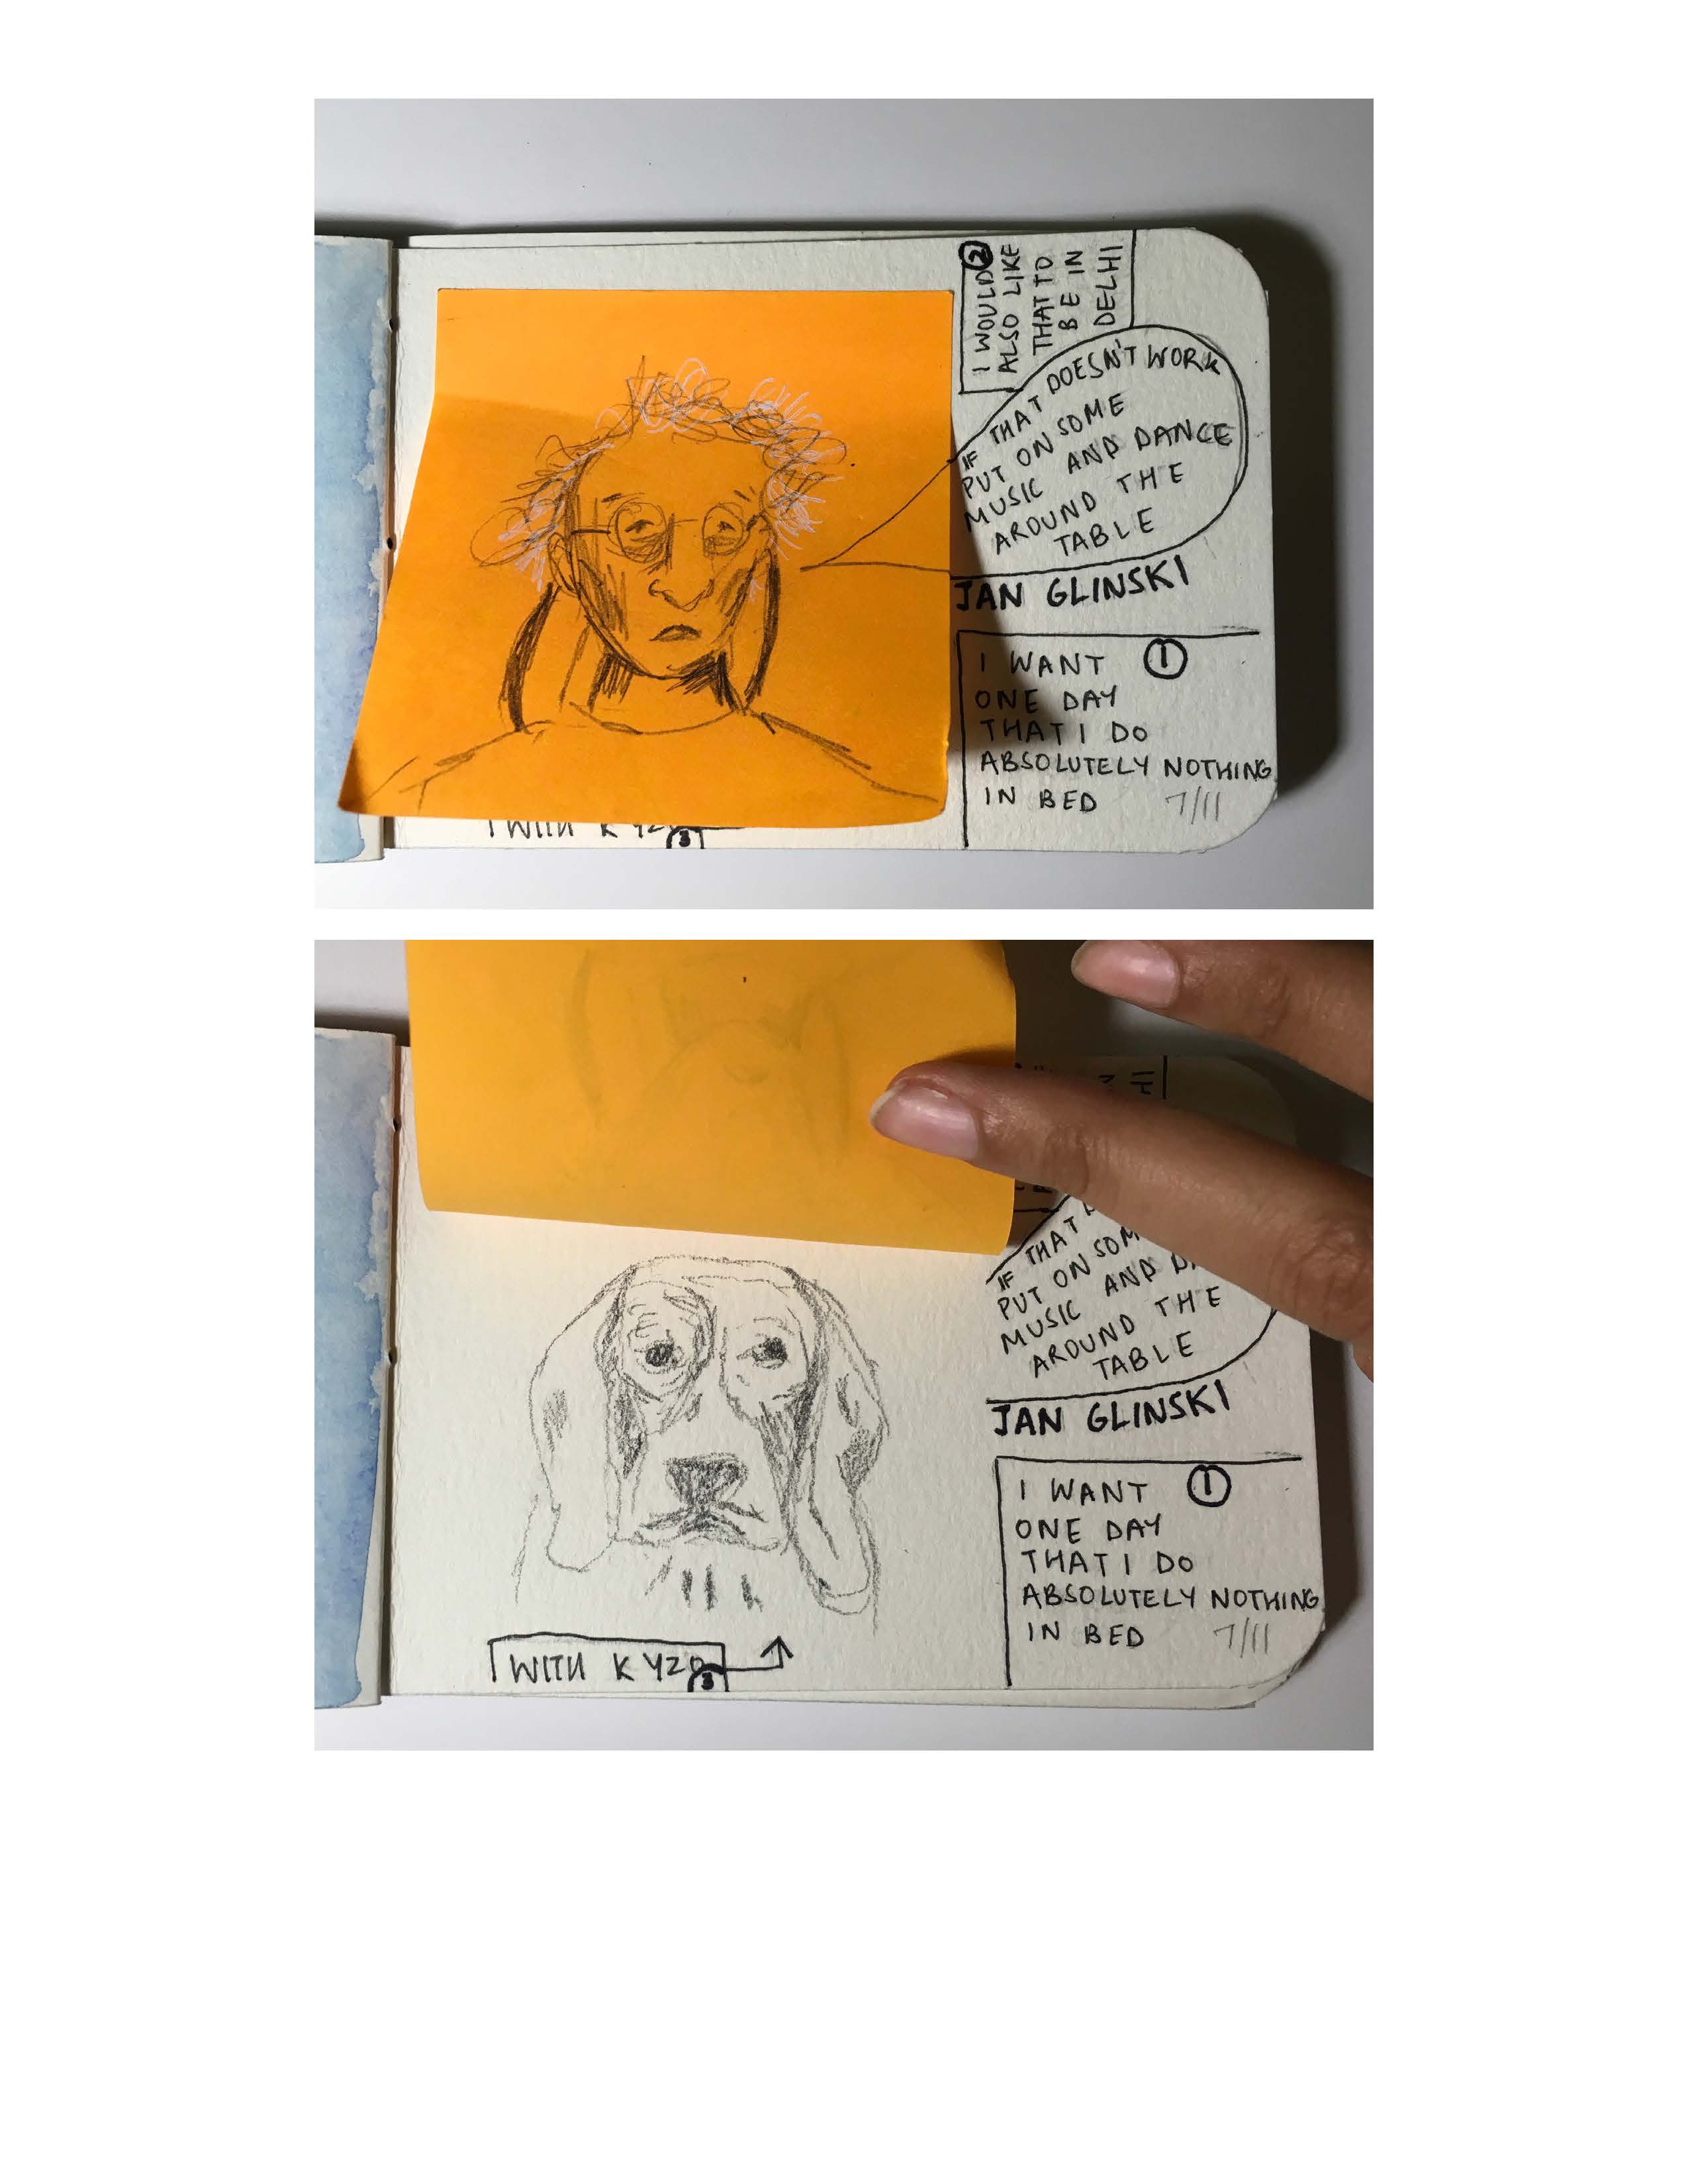 ②
I WOULD
ALSO LIKE
THAT TO
BE IN
DELHI
IF THAT DOESN'T WORK
PUT ON SOME
MUSIC AND DANCE
AROUND THE
TABLE
JAN GLINSKI
I WANT ①
ONE DAY
THAT I DO
ABSOLUTELY NOTHING
IN BED 7/11
WITH KYZO
3
IF THAT
PUT ON SOM
MUSIC AND DA
AROUND THE
TABLE
JAN GLINSKI
I WANT ①
ONE DAY
THAT I DO
ABSOLUTELY NOTHING
IN BED 7/11
WITH KYZO
3